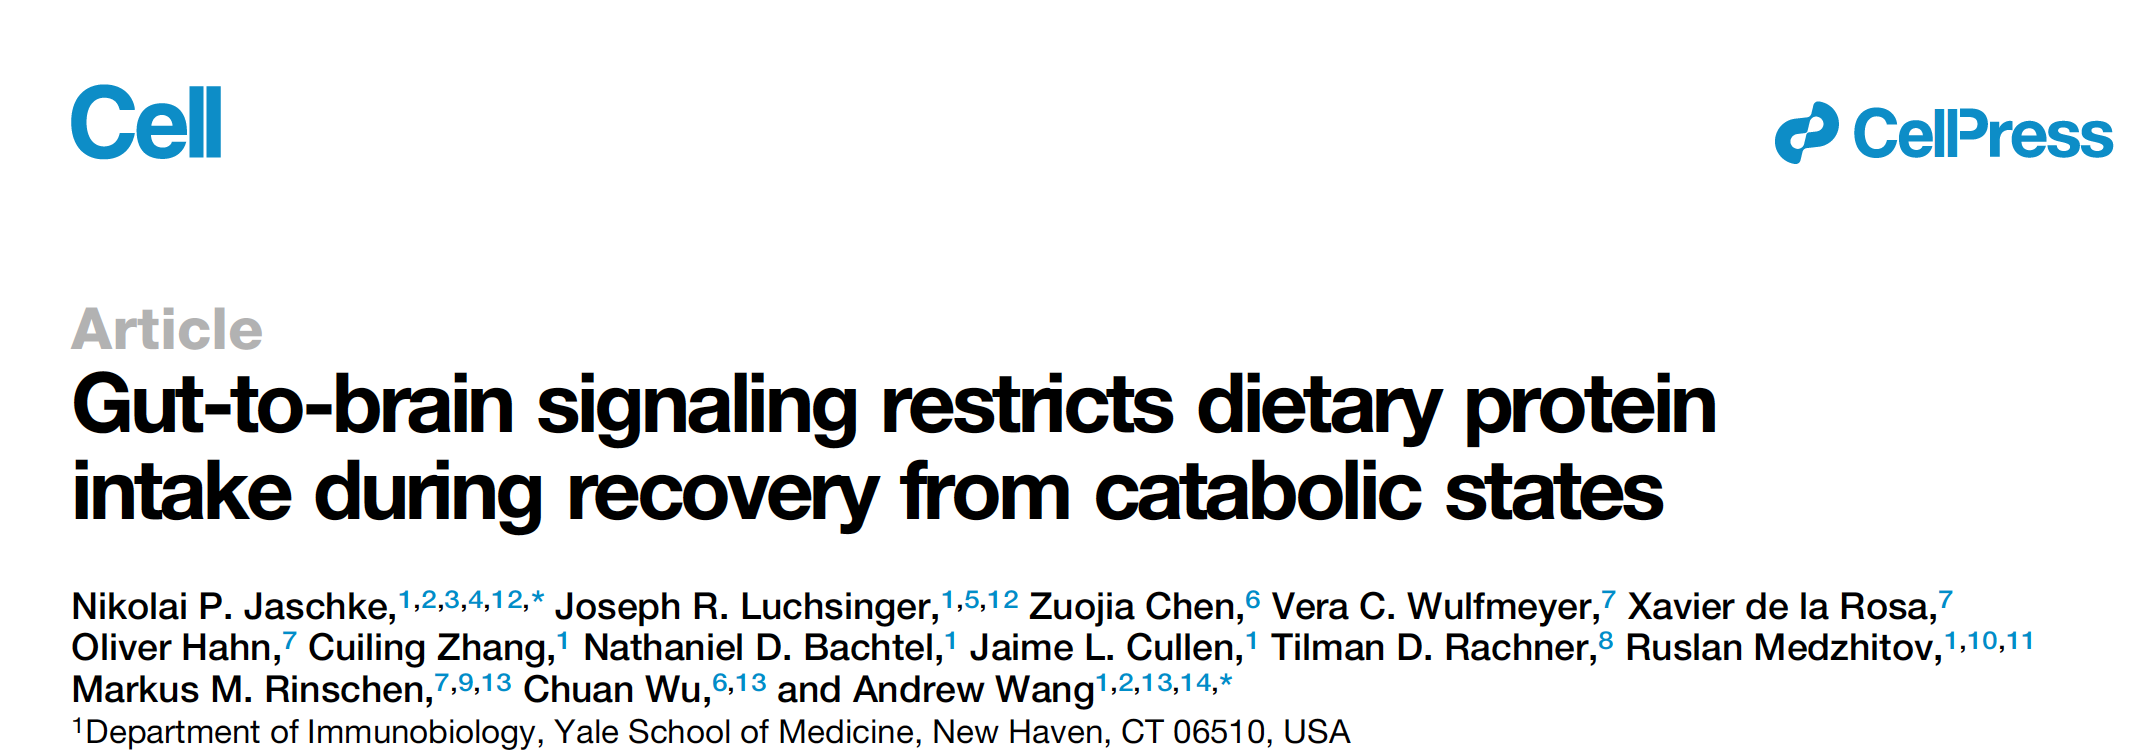 Cell
CellPress
Article
Gut-to-brain signaling restricts dietary protein
intake during recovery from catabolic states
Nikolai P. Jaschke,1,2,3,4,12,* Joseph R. Luchsinger,1,5,12 Zuojia Chen,6 Vera C. Wulfmeyer,7 Xavier de la Rosa,7
Oliver Hahn,7 Cuiling Zhang,1 Nathaniel D. Bachtel,1 Jaime L. Cullen,1 Tilman D. Rachner,8 Ruslan Medzhitov,1,10,11
Markus M. Rinschen,7,9,13 Chuan Wu,6,13 and Andrew Wang1,2,13,14,*
1Department of Immunobiology, Yale School of Medicine, New Haven, CT 06510, USA